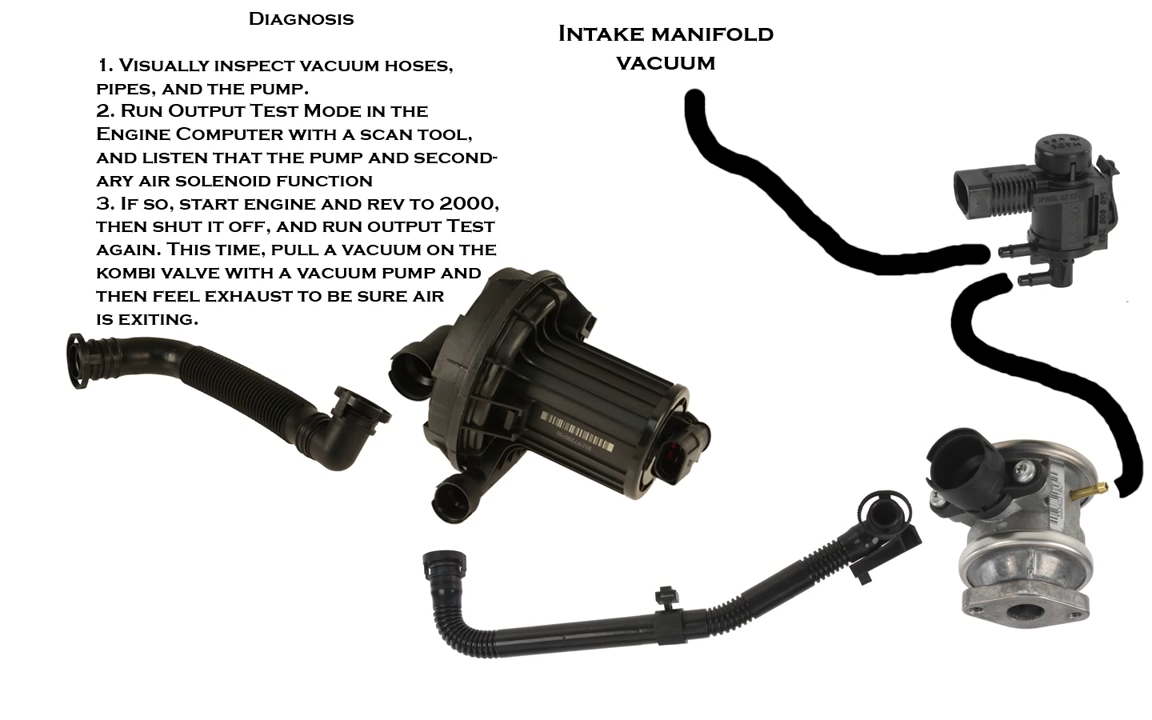 Diagnosis
1. Visually inspect vacuum hoses,
pipes, and the pump.
2. Run Output Test Mode in the
Engine Computer with a scan tool,
and listen that the pump and second-
ary air solenoid function
3. If so, start engine and rev to 2000,
then shut it off, and run output Test
again. This time, pull a vacuum on the
kombi valve with a vacuum pump and
then feel exhaust to be sure air
is exiting.
Intake manifold
vacuum